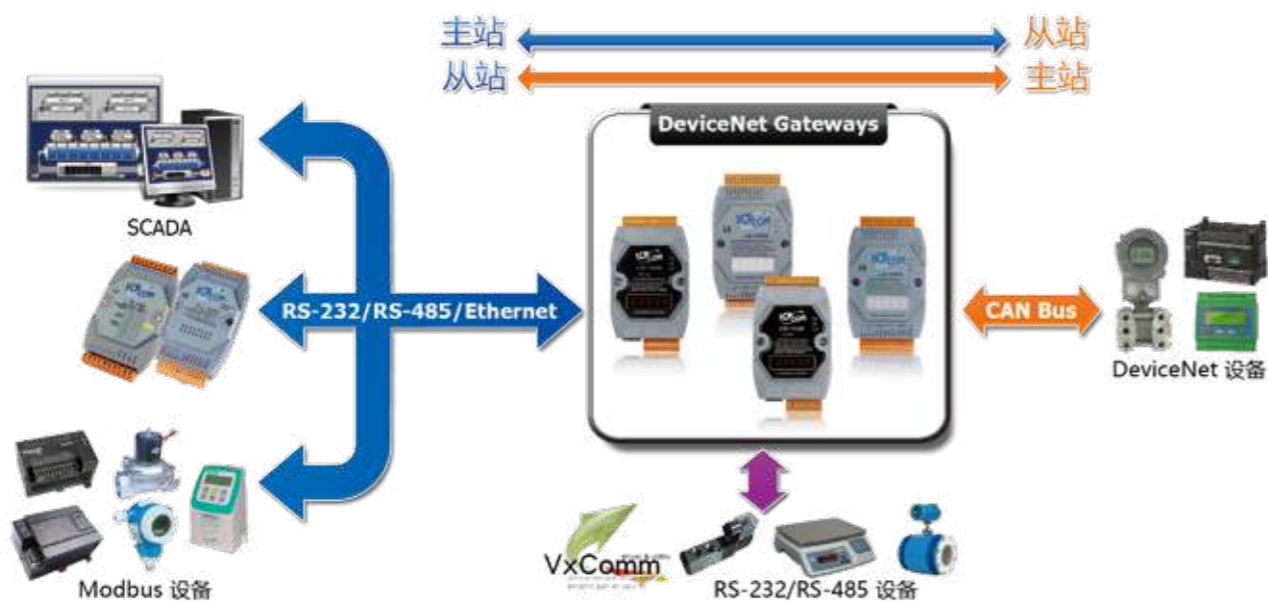 主站
从站
从站
主站
DeviceNet Gateways
SCADA
RS-232/RS-485/Ethernet
CAN Bus
DeviceNet 设备
Modbus 设备
VxComm
RS-232/RS-485 设备